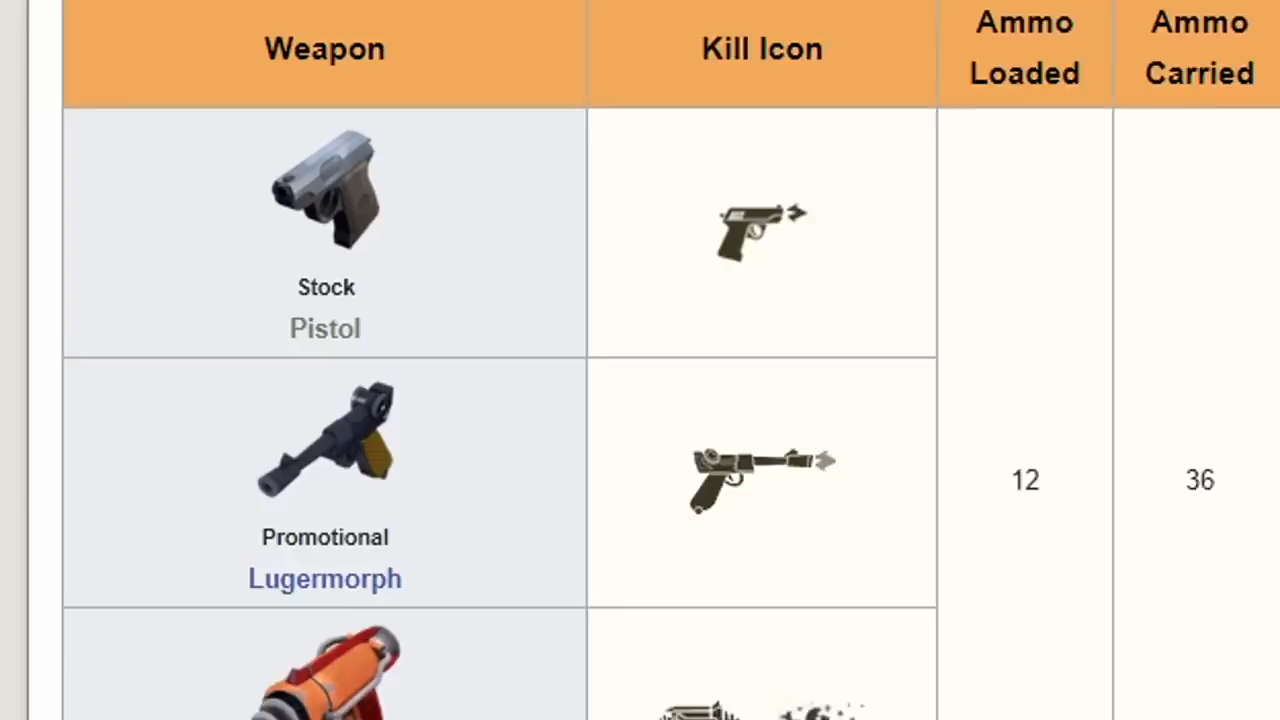 Weapon
Kill Icon
Ammo
Loaded
Ammo
Carried
Stock
Pistol
Promotional
Lugermorph
12
36